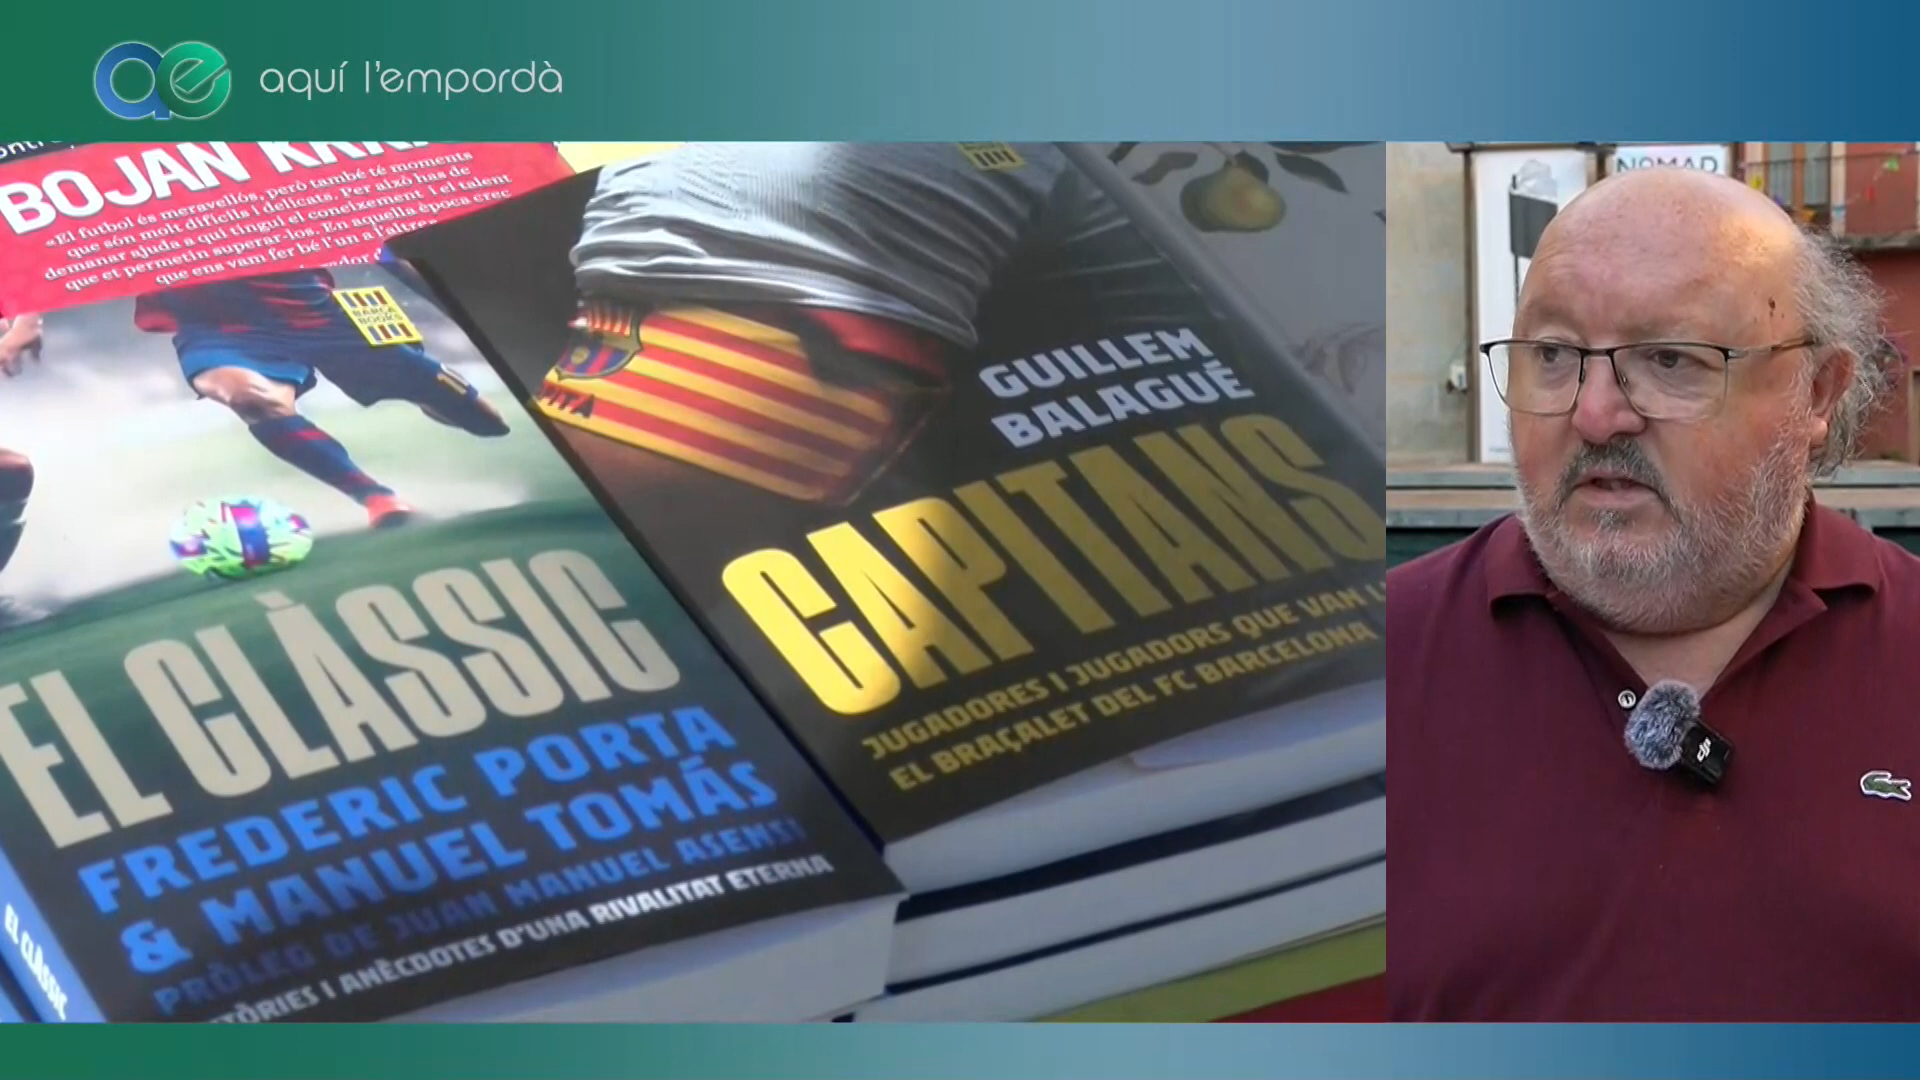 aquí l'empordà
BOJAN
«El futbol és meravellós, però també té moments
que són molt difícils i delicats. Per això has de
demanar ajuda a qui tingui el coneixement i el talent
que et permetin superar-los. En aquella època crec
que ens vam fer bé l'un a l'altre»
BARÇA
BOOKS
EL CLÀSSIC
FREDERIC PORTA
& MANUEL TOMÁS
PRÒLEG DE JUAN MANUEL ASENSI
HISTÒRIES I ANÈCDOTES D'UNA RIVALITAT ETERNA
EL CLÀSSIC
GUILLEM
BALAGUÉ
CAPITANS
JUGADORES I JUGADORS QUE VAN
EL BRAÇALET DEL FC BARCELONA
NOMAD
dji